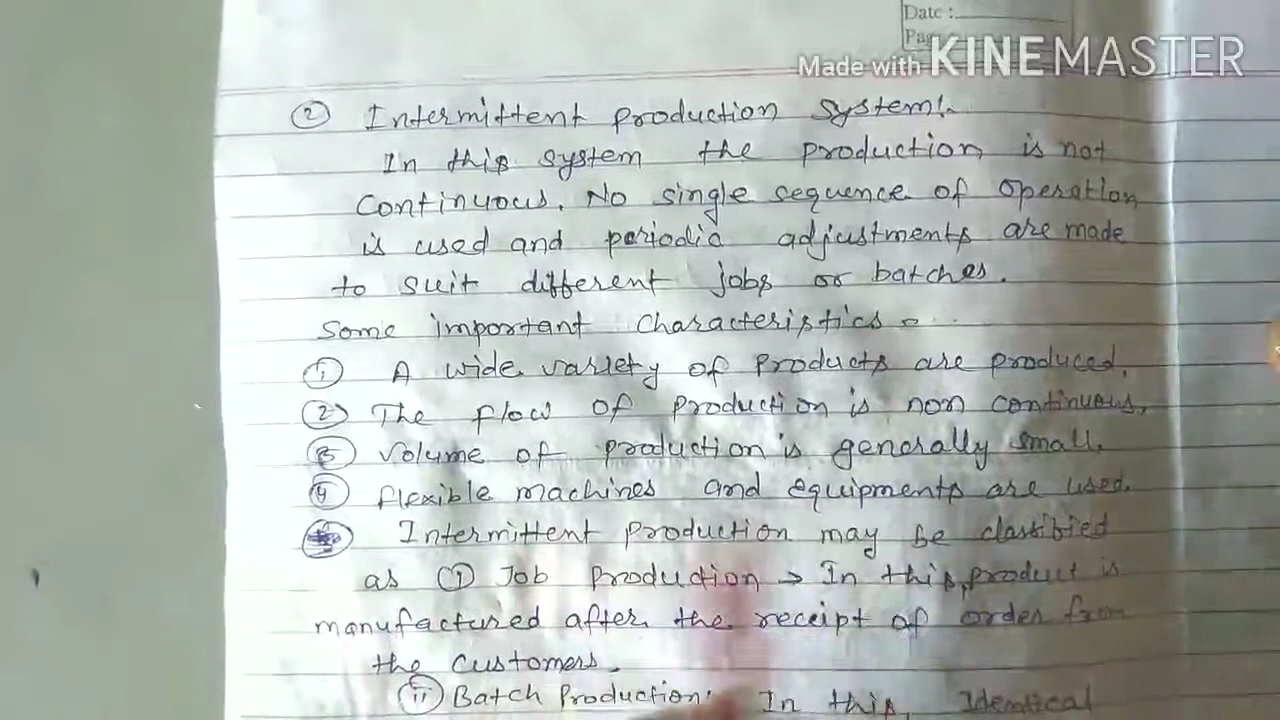 Date :
Pag
Made with KINEMASTER
② Intermittent production system:-
In this system the production is not
continuous. No single sequence of operation
is used and periodic adjustments are made
to suit different jobs or batches.
Some important characteristics :-
① A wide variety of products are produced.
② The flow of production is non continuous.
③ Volume of production is generally small.
④ flexible machines and equipments are used.
Intermittent production may be classified
as (i) Job Production → In this, product is
manufactured after the receipt of order from
the customers.
(ii) Batch Production: In this, Identical